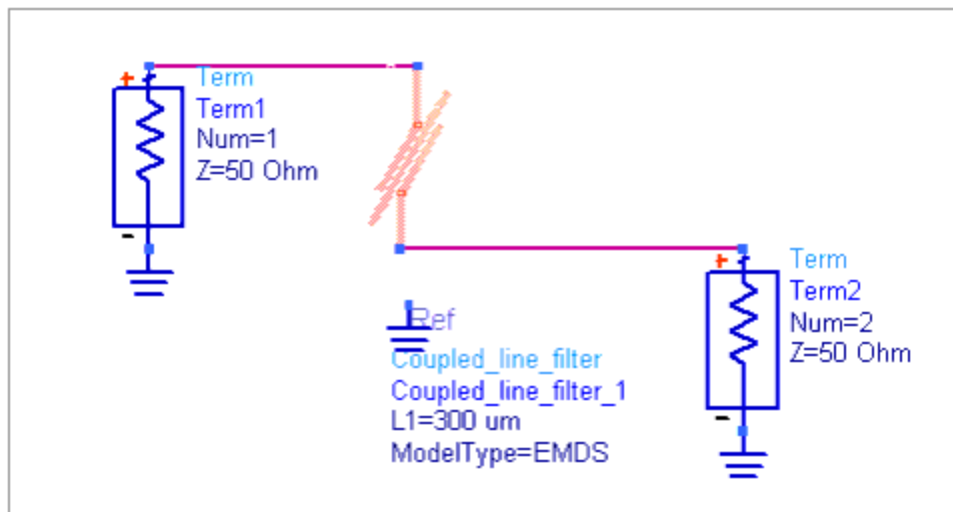 +
Term
Term1
Num=1
Z=50 Ohm
-
+
Term
Term2
Num=2
Z=50 Ohm
-
Ref
Coupled_line_filter
Coupled_line_filter_1
L1=300 um
ModelType=EMDS